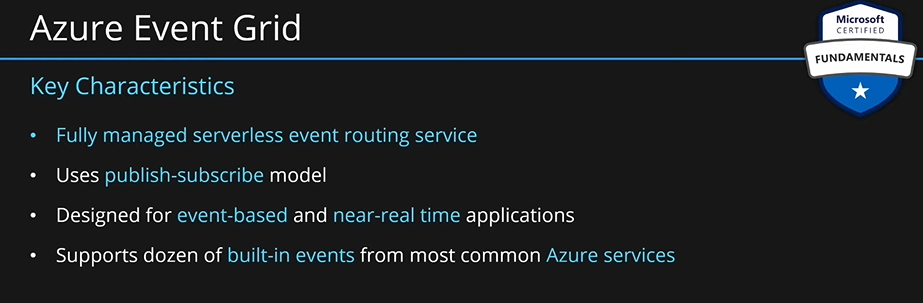 Azure Event Grid
Microsoft
CERTIFIED
FUNDAMENTALS
Key Characteristics
• Fully managed serverless event routing service
• Uses publish-subscribe model
• Designed for event-based and near-real time applications
• Supports dozen of built-in events from most common Azure services